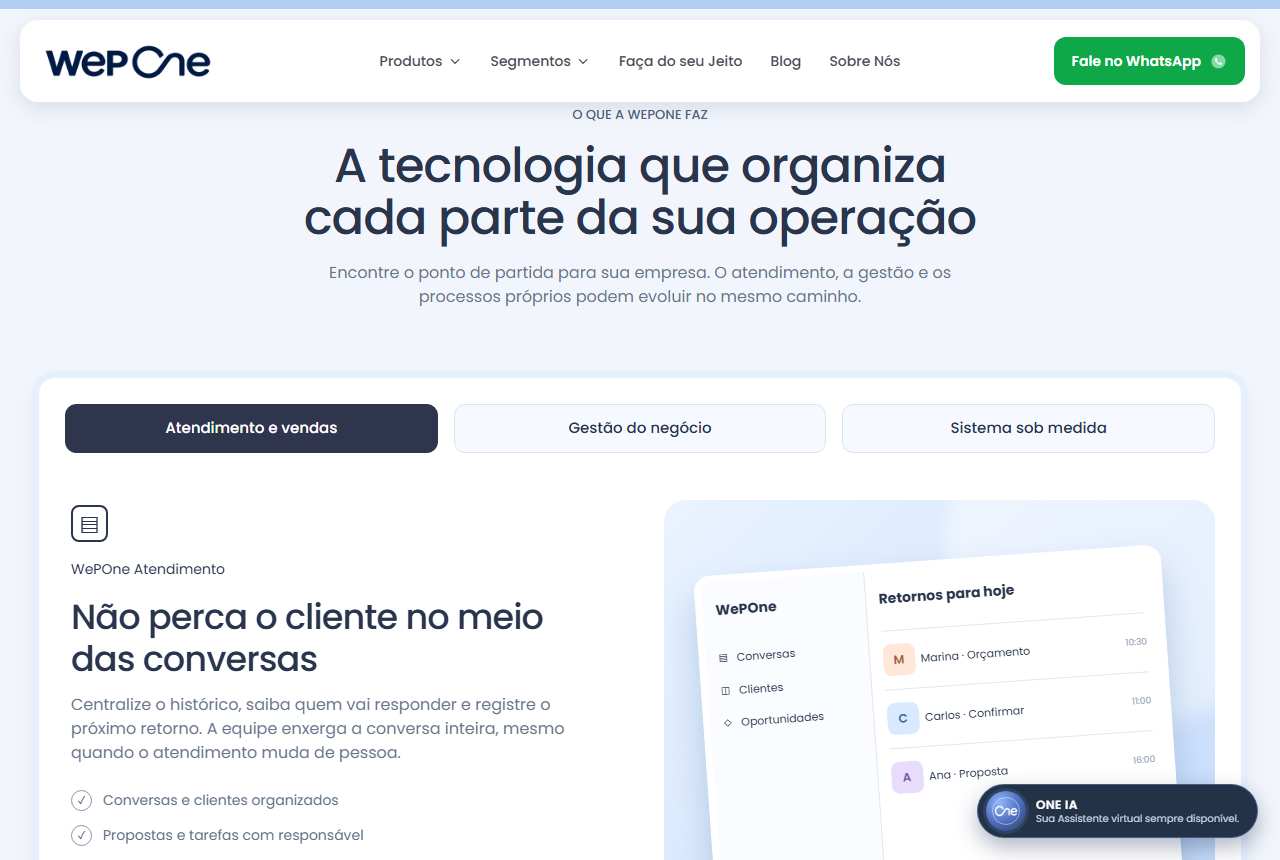 WePOne
Produtos
Segmentos
Faça do seu Jeito
Blog
Sobre Nós
Fale no WhatsApp
O QUE A WEPONE FAZ
A tecnologia que organiza
cada parte da sua operação
Encontre o ponto de partida para sua empresa. O atendimento, a gestão e os
processos próprios podem evoluir no mesmo caminho.
Atendimento e vendas
Gestão do negócio
Sistema sob medida
WePOne Atendimento
Não perca o cliente no meio
das conversas
Centralize o histórico, saiba quem vai responder e registre o
próximo retorno. A equipe enxerga a conversa inteira, mesmo
quando o atendimento muda de pessoa.
Conversas e clientes organizados
Propostas e tarefas com responsável
WePOne
Conversas
Clientes
Oportunidades
Retornos para hoje
M Marina · Orçamento 10:30
C Carlos · Confirmar 11:00
A Ana · Proposta 16:00
One
ONE IA
Sua Assistente virtual sempre disponível.